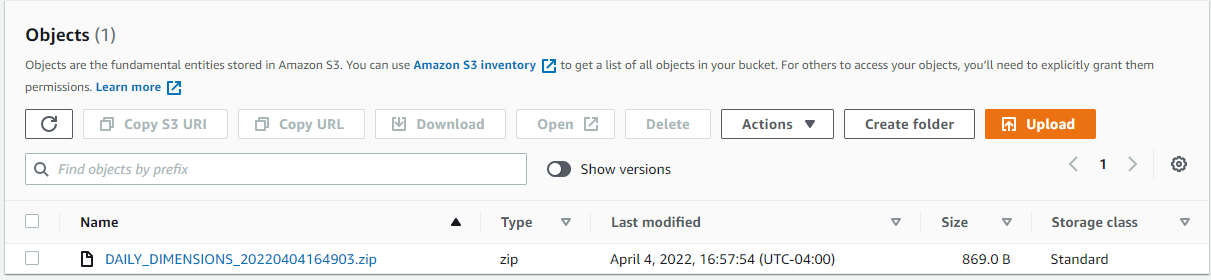 Objects (1)
Objects are the fundamental entities stored in Amazon S3. You can use Amazon S3 inventory to get a list of all objects in your bucket. For others to access your objects, you'll need to explicitly grant them
permissions. Learn more
Copy S3 URI Copy URL Download Open Delete Actions Create folder Upload
Find objects by prefix Show versions 1
Name Type Last modified Size Storage class
DAILY_DIMENSIONS_20220404164903.zip zip April 4, 2022, 16:57:54 (UTC-04:00) 869.0 B Standard